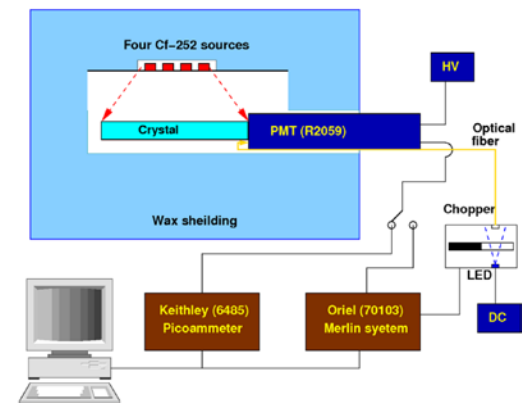 Four Cf-252 sources
HV
Crystal
PMT (R2059)
Optical
fiber
Wax sheilding
Chopper
LED
Keithley (6485)
Picoammeter
Oriel (70103)
Merlin syetem
DC